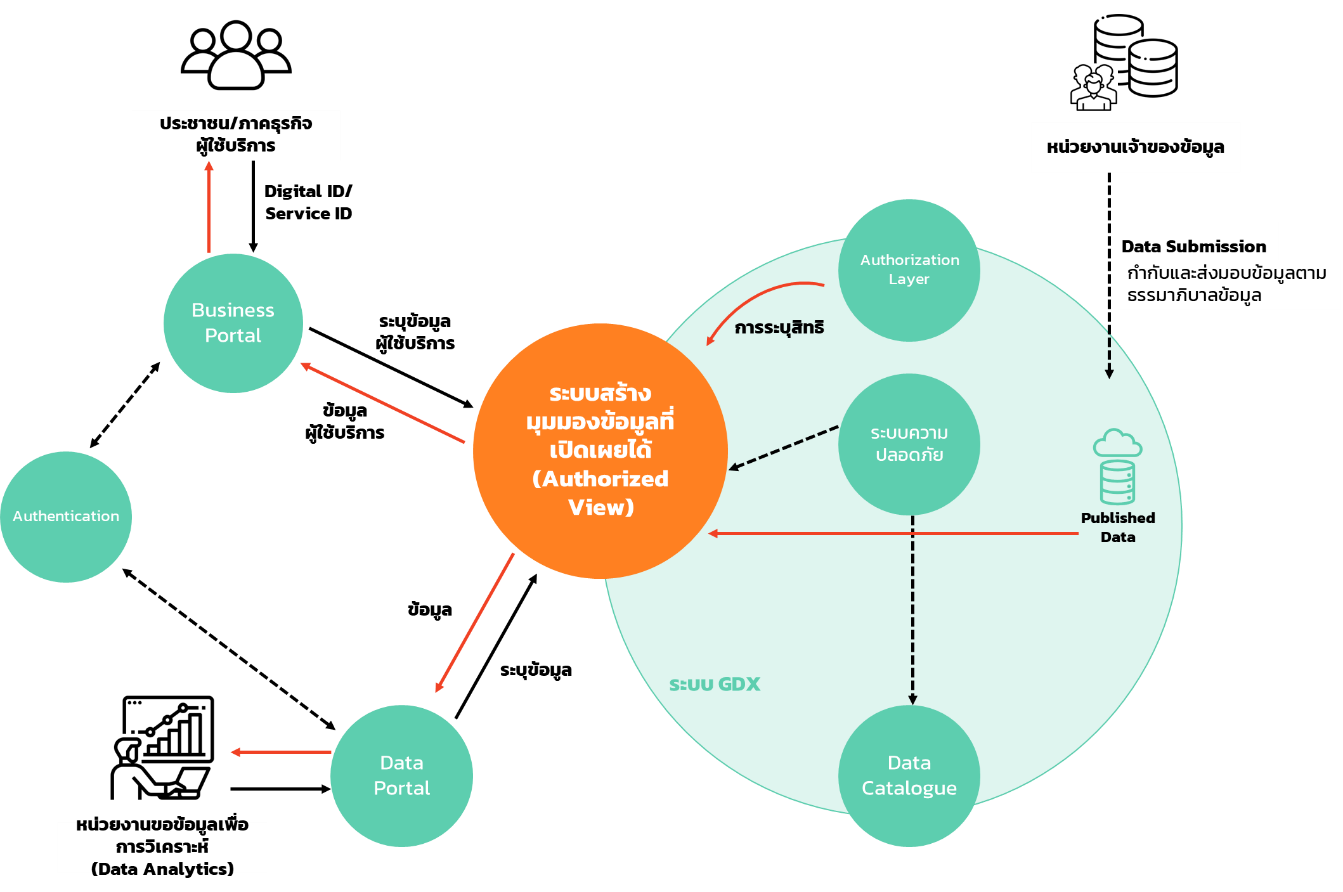 ประชาชน/ภาคธุรกิจ
ผู้ใช้บริการ
Digital ID/
Service ID
หน่วยงานเจ้าของข้อมูล
Data Submission
กำกับและส่งมอบข้อมูลตาม
ธรรมาภิบาลข้อมูล
Business
Portal
ระบุข้อมูล
ผู้ใช้บริการ
ข้อมูล
ผู้ใช้บริการ
Authorization
Layer
การระบุสิทธิ
ระบบสร้าง
มุมมองข้อมูลที่
เปิดเผยได้
(Authorized
View)
ระบบความ
ปลอดภัย
Published
Data
Authentication
ข้อมูล
ระบุข้อมูล
ระบบ GDX
Data
Portal
Data
Catalogue
หน่วยงานขอข้อมูลเพื่อ
การวิเคราะห์
(Data Analytics)